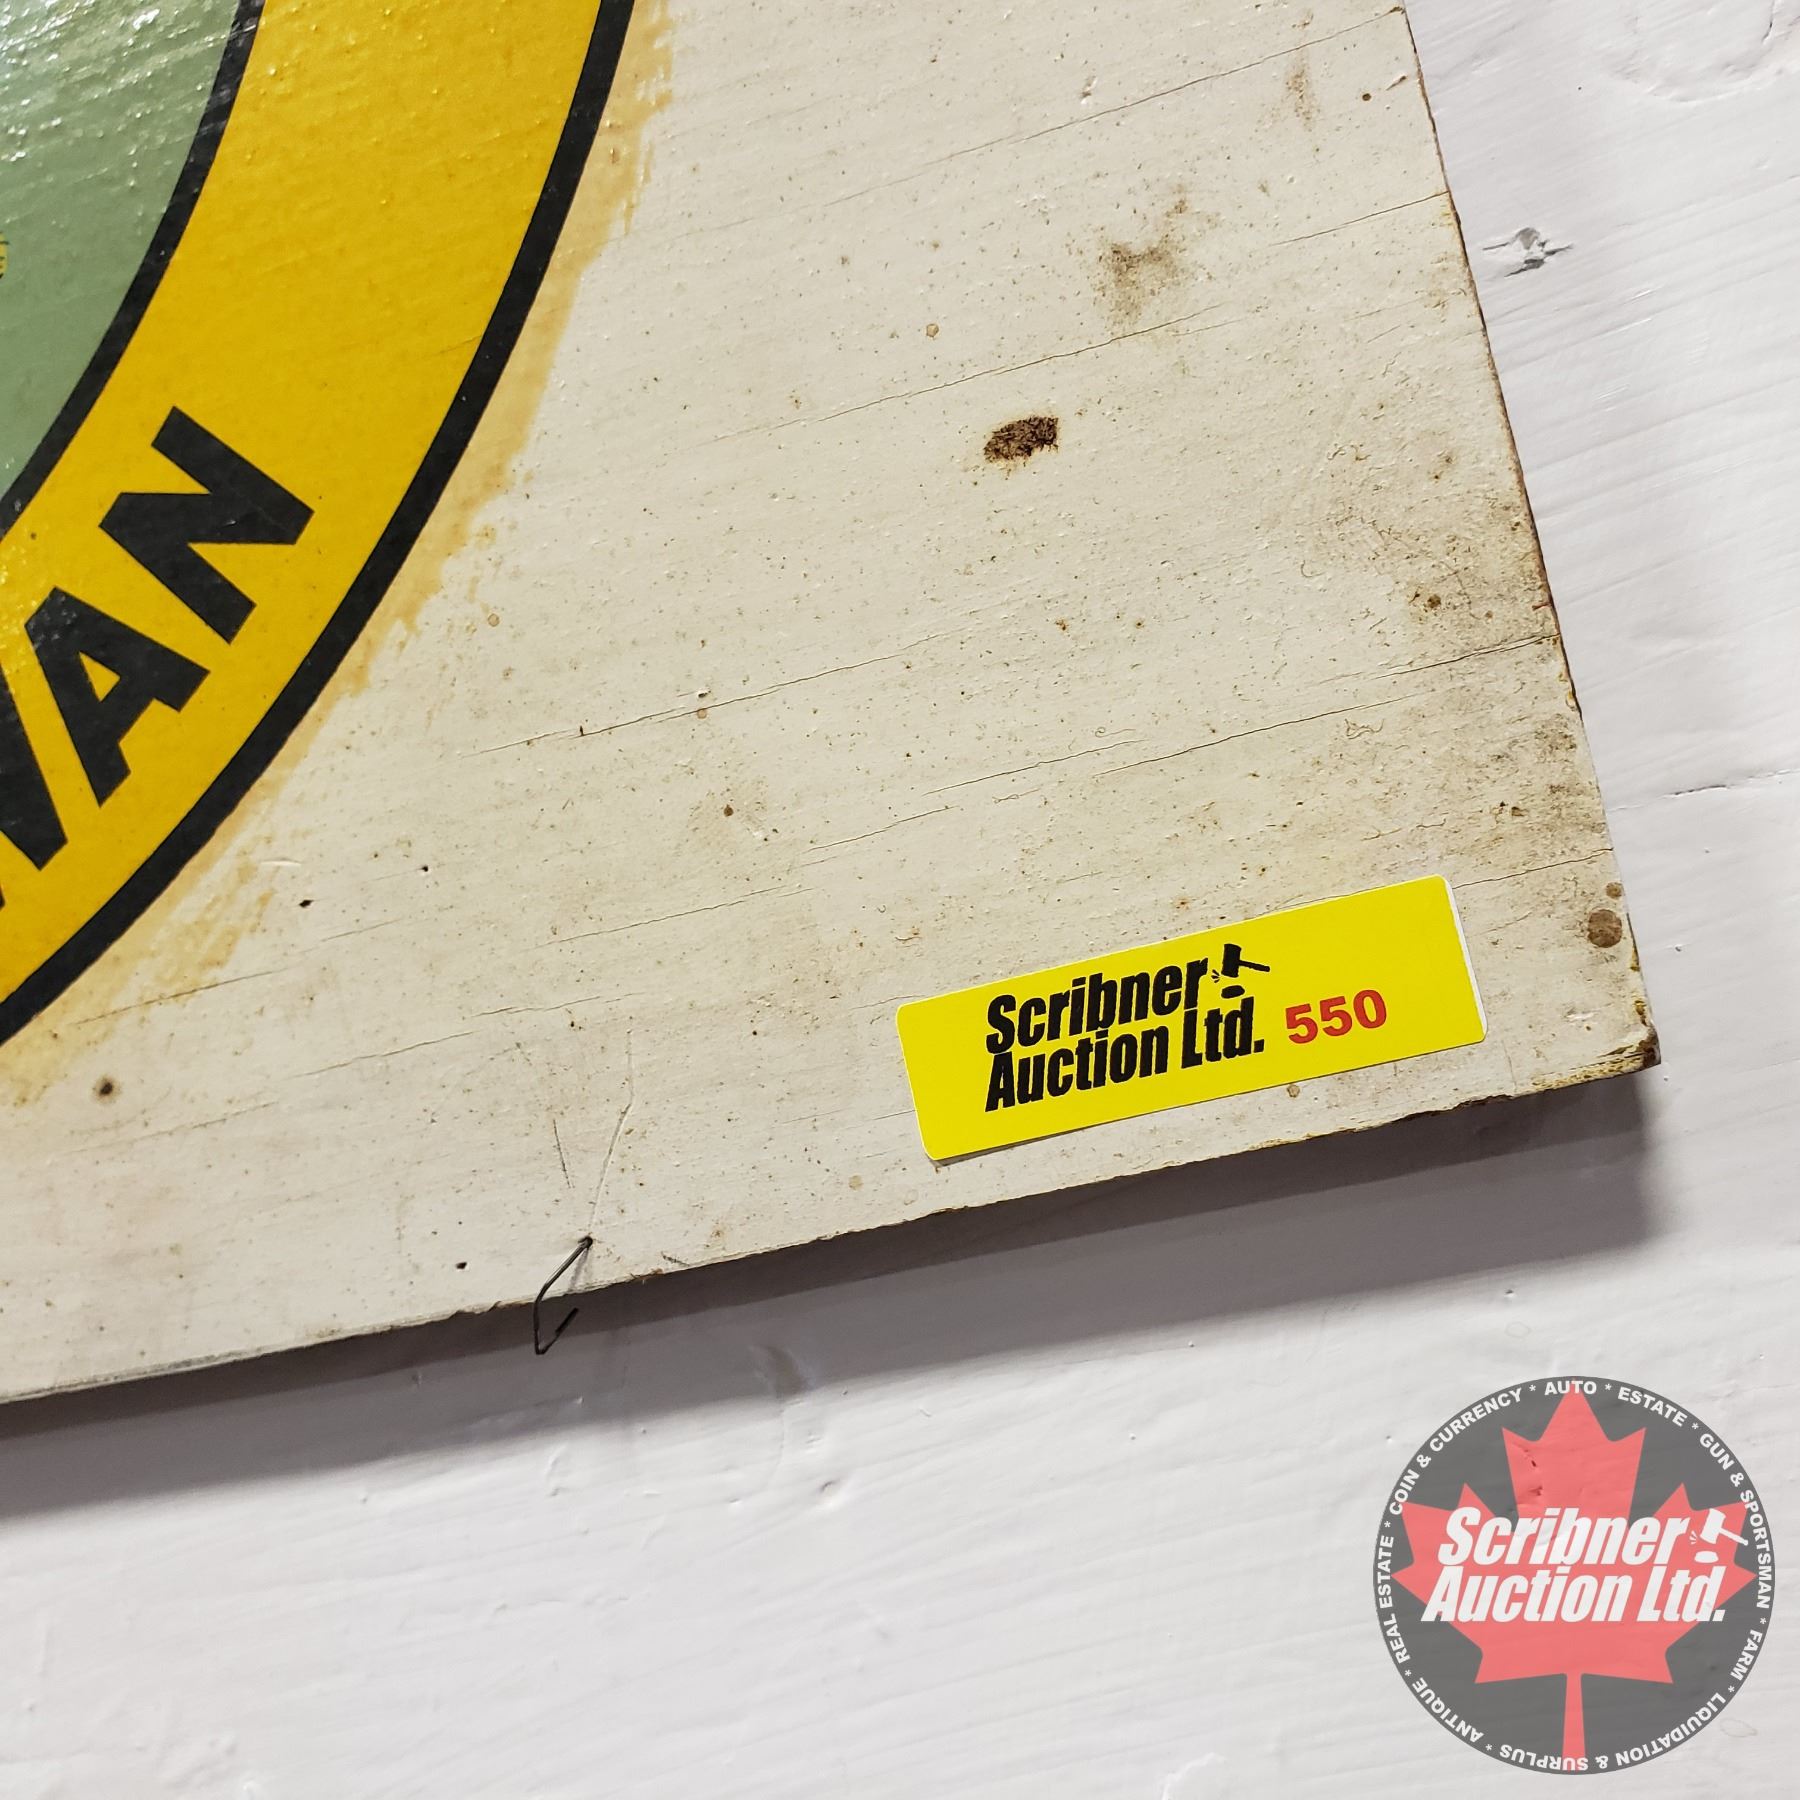 WAN
Scribner
Auction Ltd. 550
COIN & CURRENCY * AUTO * ESTATE * GUN & SPORTSMAN * FARM * LIQUIDATION & SURPLUS * ANTIQUE * REAL ESTATE *
Scribner
Auction Ltd.